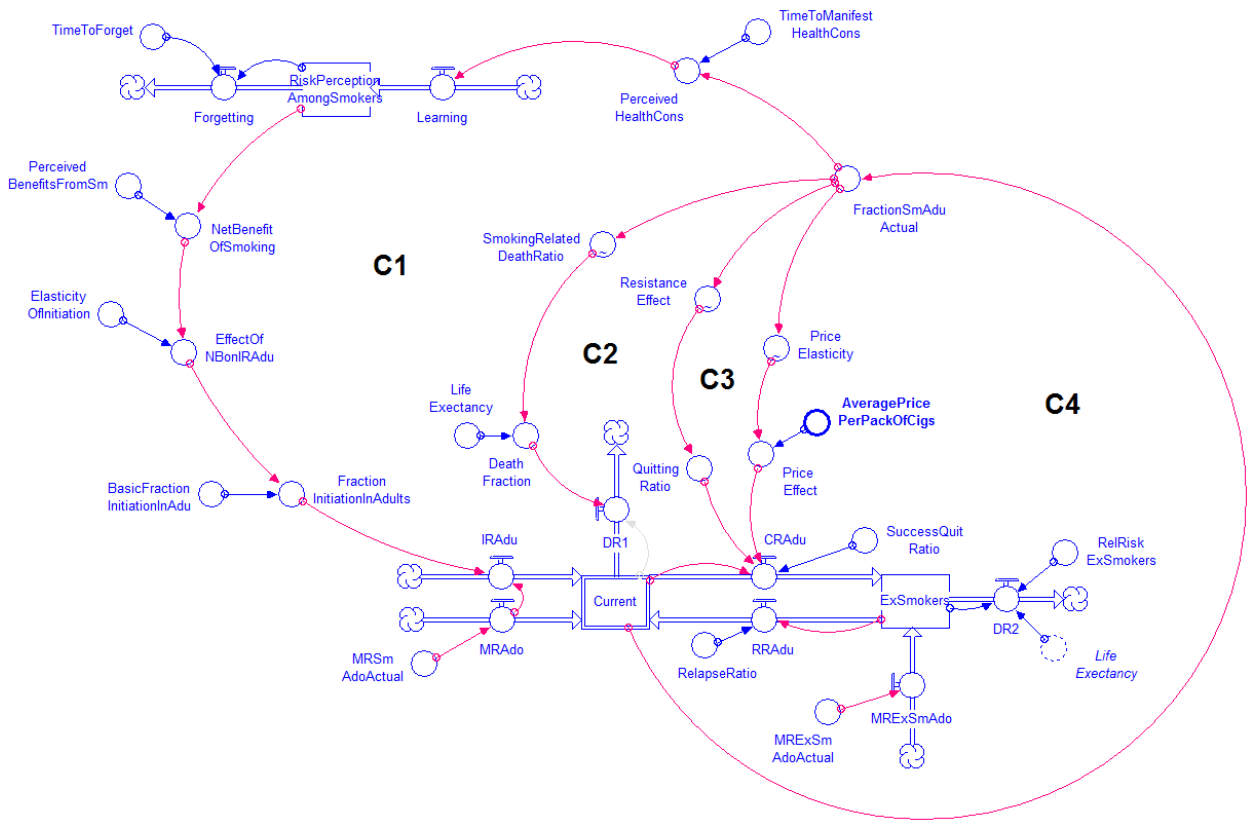 TimeToForget
TimeToManifest
HealthCons
RiskPerception
AmongSmokers
Forgetting
Learning
Perceived
HealthCons
Perceived
BenefitsFromSm
NetBenefit
OfSmoking
FractionSmAdu
Actual
SmokingRelated
DeathRatio
C1
Resistance
Effect
Elasticity
OfInitiation
EffectOf
NBonIRAdu
C2
Price
Elasticity
C3
C4
Life
Exectancy
AveragePrice
PerPackOfCigs
Death
Fraction
Quitting
Ratio
Price
Effect
BasicFraction
InitiationInAdu
Fraction
InitiationInAdults
IRAdu
DR1
CRAdu
SuccessQuit
Ratio
RelRisk
ExSmokers
Current
ExSmokers
DR2
MRSm
AdoActual
MRAdo
RelapseRatio
RRAdu
Life
Exectancy
MRExSmAdo
MRExSm
AdoActual